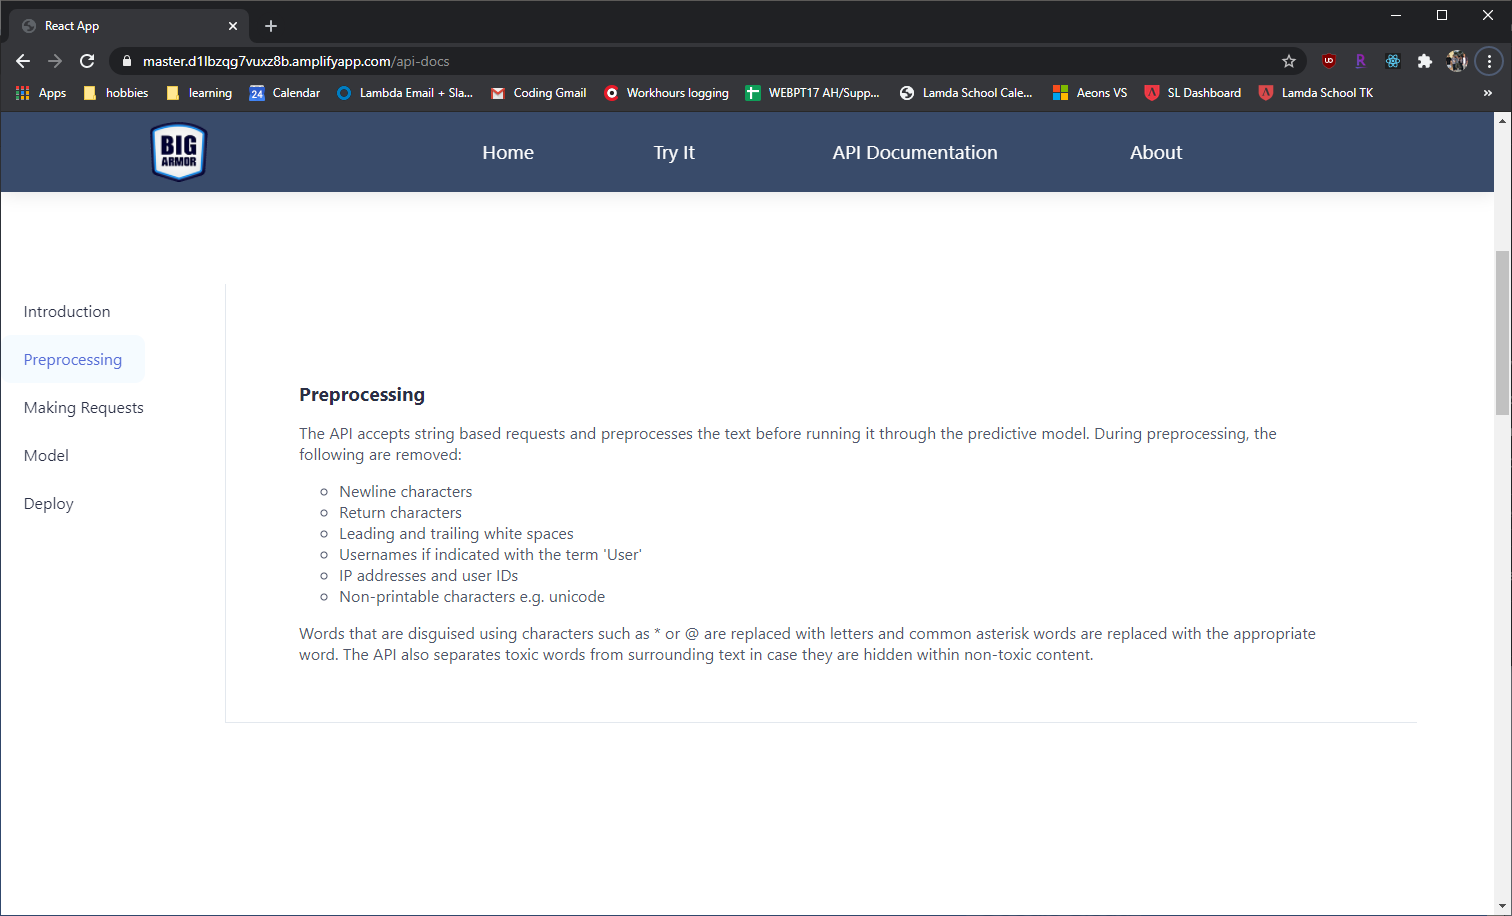 React App
master.d1lbzqg7vuxz8b.amplifyapp.com/api-docs
UD R
Apps hobbies learning 24 Calendar Lambda Email + Sla... Coding Gmail Workhours logging WEBPT17 AH/Supp... Lamda School Cale... Aeons VS SL Dashboard Lamda School TK »
BIG
ARMOR
Home Try It API Documentation About
Introduction
Preprocessing
Making Requests
Model
Deploy
Preprocessing
The API accepts string based requests and preprocesses the text before running it through the predictive model. During preprocessing, the
following are removed:
Newline characters
Return characters
Leading and trailing white spaces
Usernames if indicated with the term 'User'
IP addresses and user IDs
Non-printable characters e.g. unicode
Words that are disguised using characters such as * or @ are replaced with letters and common asterisk words are replaced with the appropriate
word. The API also separates toxic words from surrounding text in case they are hidden within non-toxic content.